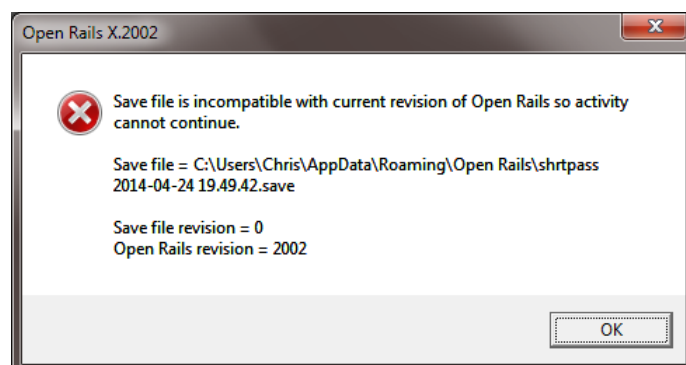 Open Rails X.2002
Save file is incompatible with current revision of Open Rails so activity
cannot continue.
Save file = C:\Users\Chris\AppData\Roaming\Open Rails\shrtpass
2014-04-24 19.49.42.save
Save file revision = 0
Open Rails revision = 2002
OK